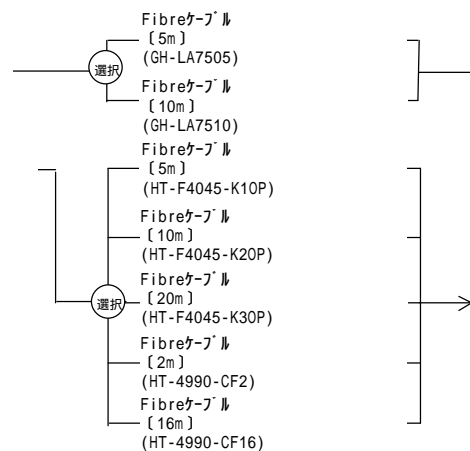 Fibreｹｰﾌﾞﾙ
〔5m〕
選択
(GH-LA7505)
Fibreｹｰﾌﾞﾙ
〔10m〕
(GH-LA7510)
Fibreｹｰﾌﾞﾙ
〔5m〕
(HT-F4045-K10P)
Fibreｹｰﾌﾞﾙ
〔10m〕
(HT-F4045-K20P)
Fibreｹｰﾌﾞﾙ
選択
〔20m〕
(HT-F4045-K30P)
Fibreｹｰﾌﾞﾙ
〔2m〕
(HT-4990-CF2)
Fibreｹｰﾌﾞﾙ
〔16m〕
(HT-4990-CF16)